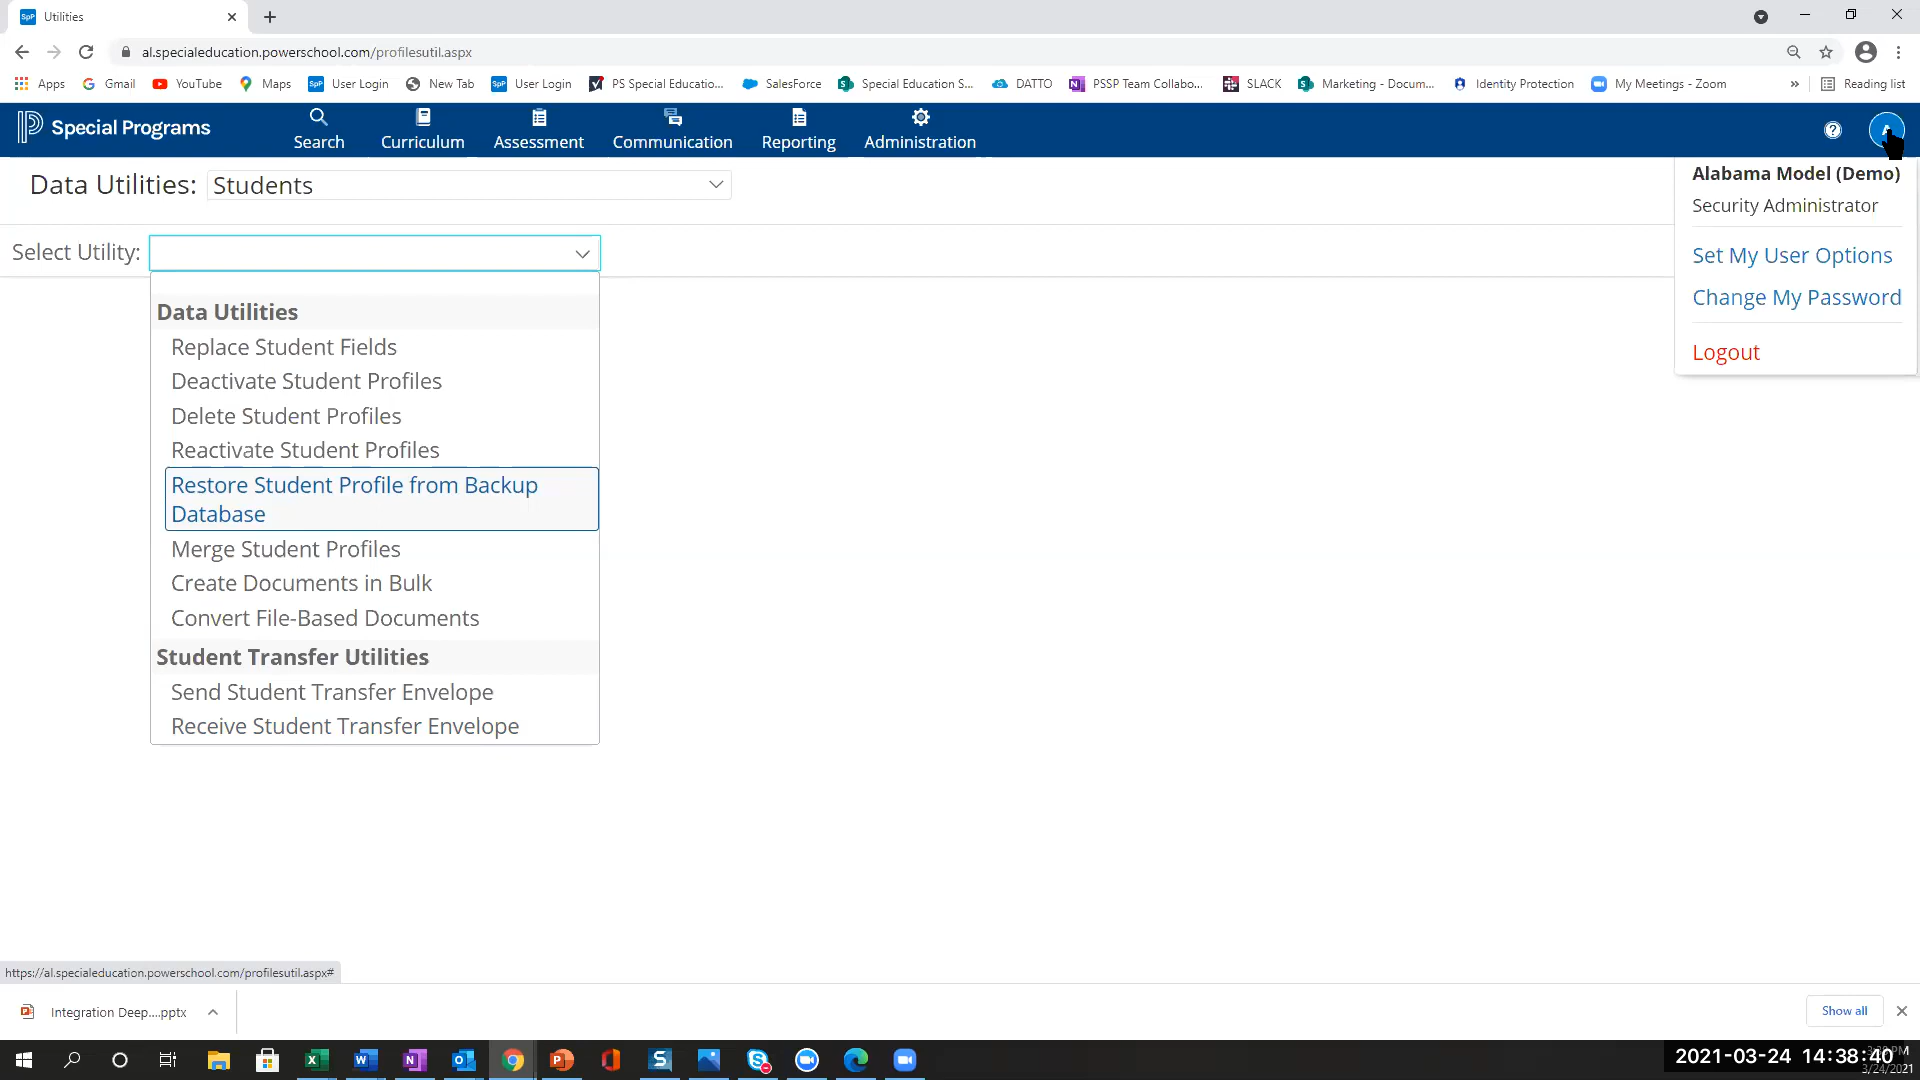 Utilities
al.specialeducation.powerschool.com/profilesutil.aspx
Apps Gmail YouTube Maps User Login New Tab User Login PS Special Educatio... SalesForce Special Education S... DATTO PSSP Team Collabo... SLACK Marketing - Docum... Identity Protection My Meetings - Zoom » Reading list
Special Programs
Search Curriculum Assessment Communication Reporting Administration
Data Utilities: Students
Alabama Model (Demo)
Security Administrator
Set My User Options
Change My Password
Logout
Select Utility:
Data Utilities
Replace Student Fields
Deactivate Student Profiles
Delete Student Profiles
Reactivate Student Profiles
Restore Student Profile from Backup
Database
Merge Student Profiles
Create Documents in Bulk
Convert File-Based Documents
Student Transfer Utilities
Send Student Transfer Envelope
Receive Student Transfer Envelope
https://al.specialeducation.powerschool.com/profilesutil.aspx#
Integration Deep....pptx
Show all
2021-03-24 14:38:40
3/24/2021